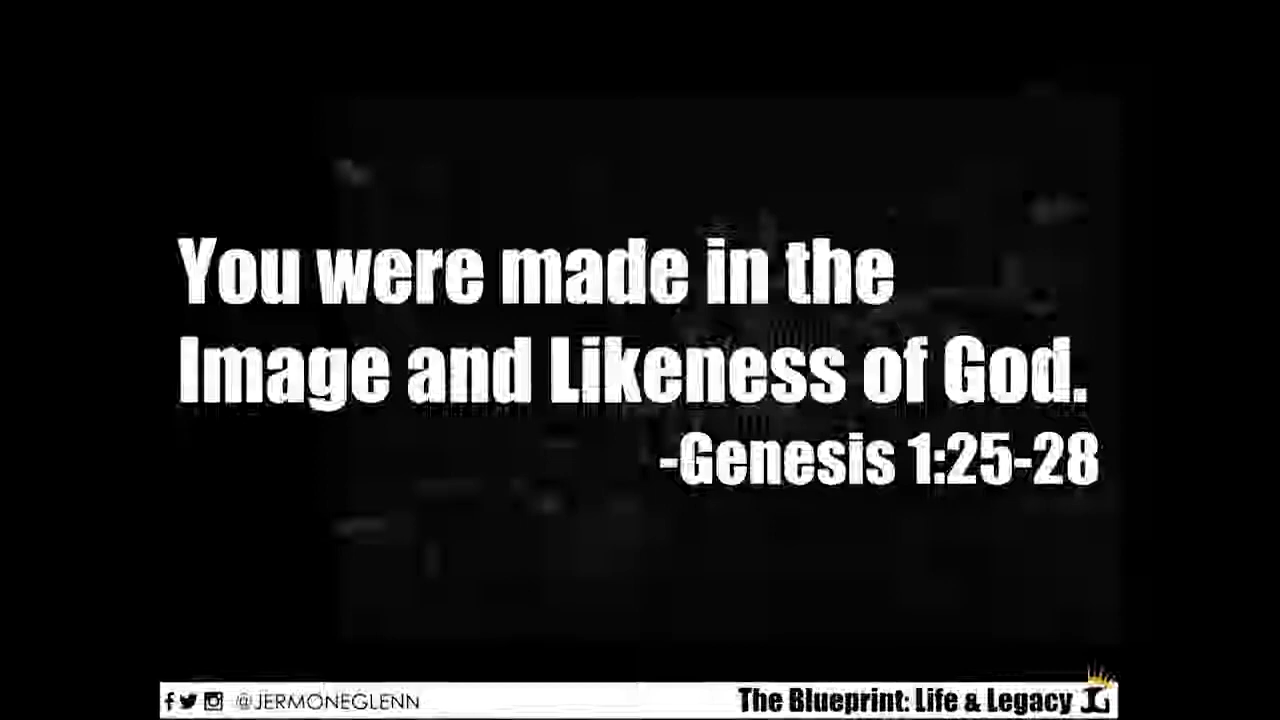 You were made in the
Image and Likeness of God.
-Genesis 1:25-28
@JERMONEGLENN
The Blueprint: Life & Legacy JG